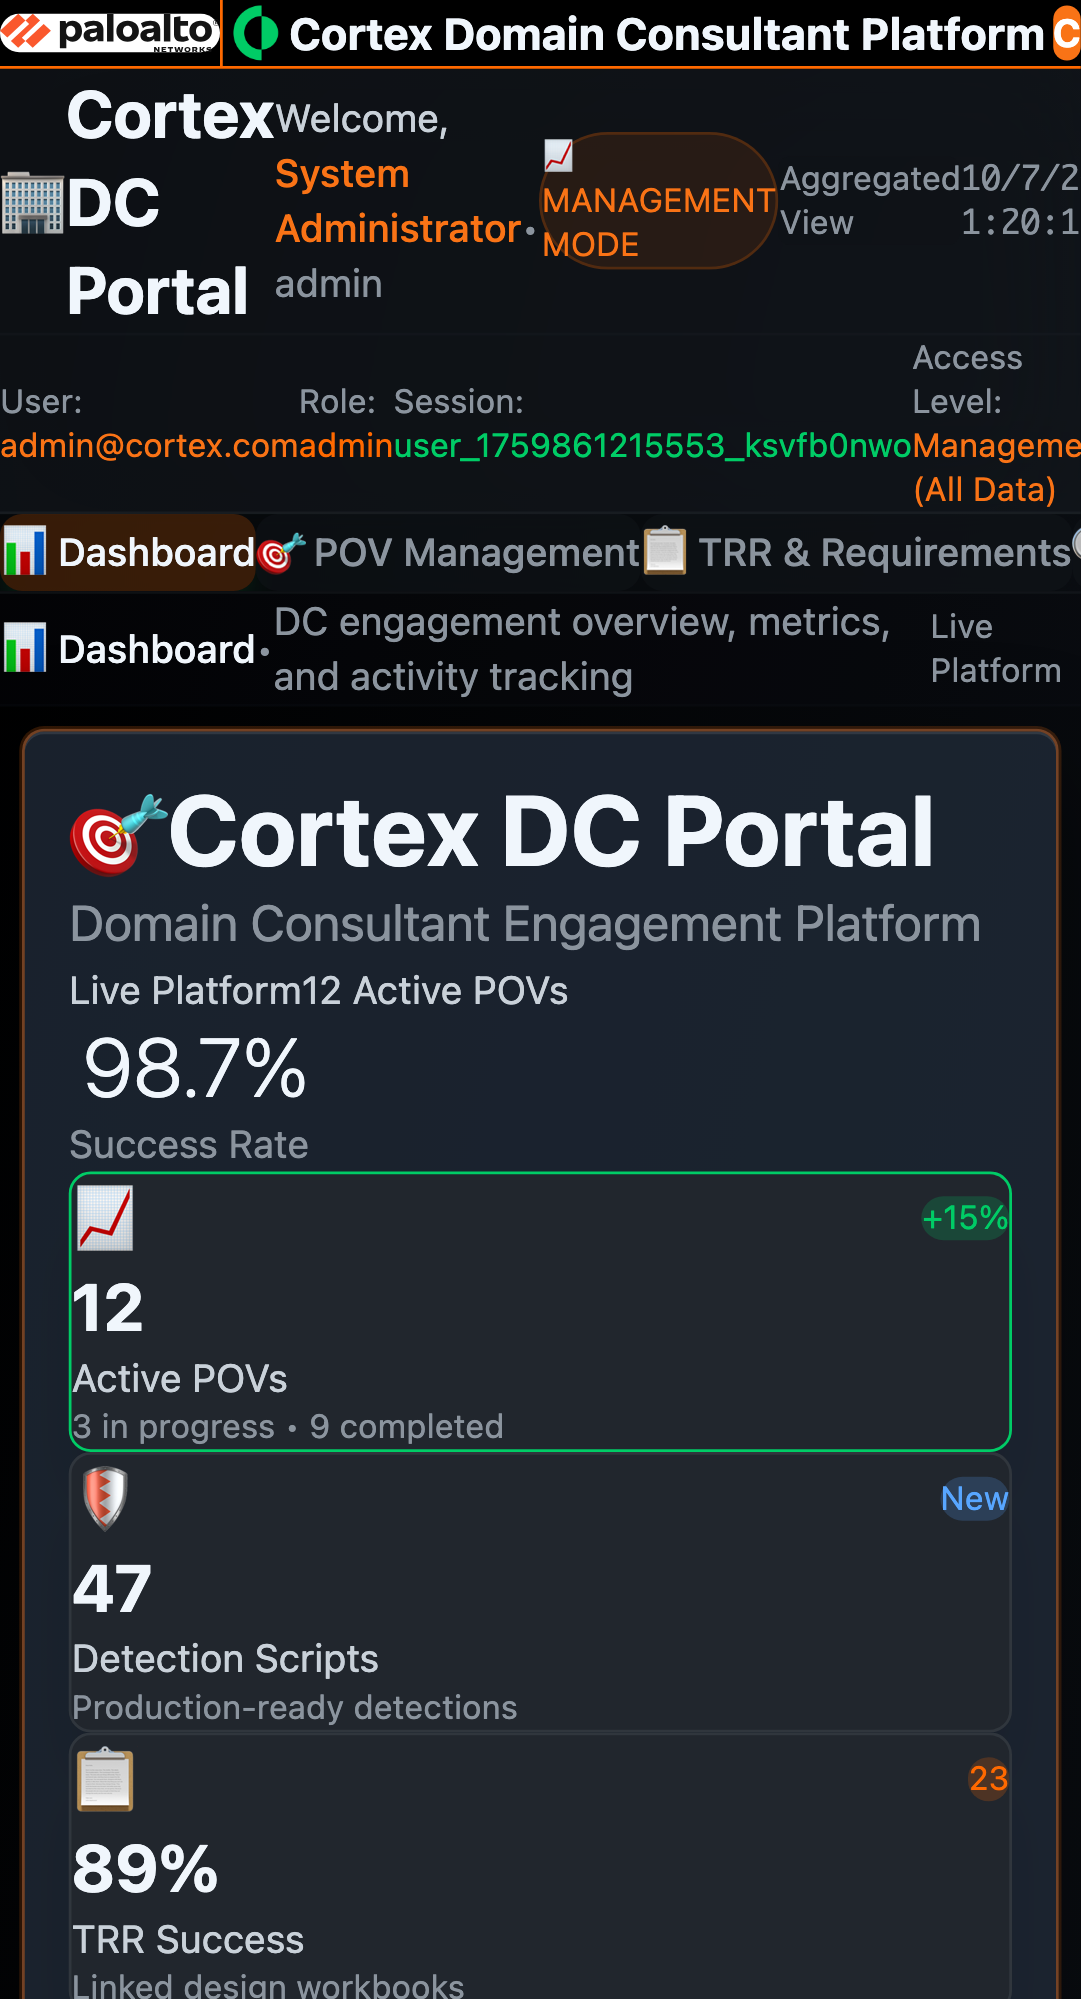 paloalto
NETWORKS
Cortex Domain Consultant Platform
C
Cortex
DC
Portal
Welcome,
System
Administrator •
admin
MANAGEMENT
MODE
Aggregated
View
10/7/2
1:20:1
User:
admin@cortex.com
Role:
admin
Session:
user_1759861215553_ksvfb0nwo
Access
Level:
Manageme
(All Data)
Dashboard
POV Management
TRR & Requirements
Dashboard •
DC engagement overview, metrics,
and activity tracking
Live
Platform
Cortex DC Portal
Domain Consultant Engagement Platform
Live Platform12 Active POVs
98.7%
Success Rate
+15%
12
Active POVs
3 in progress • 9 completed
New
47
Detection Scripts
Production-ready detections
23
89%
TRR Success
Linked design workbooks